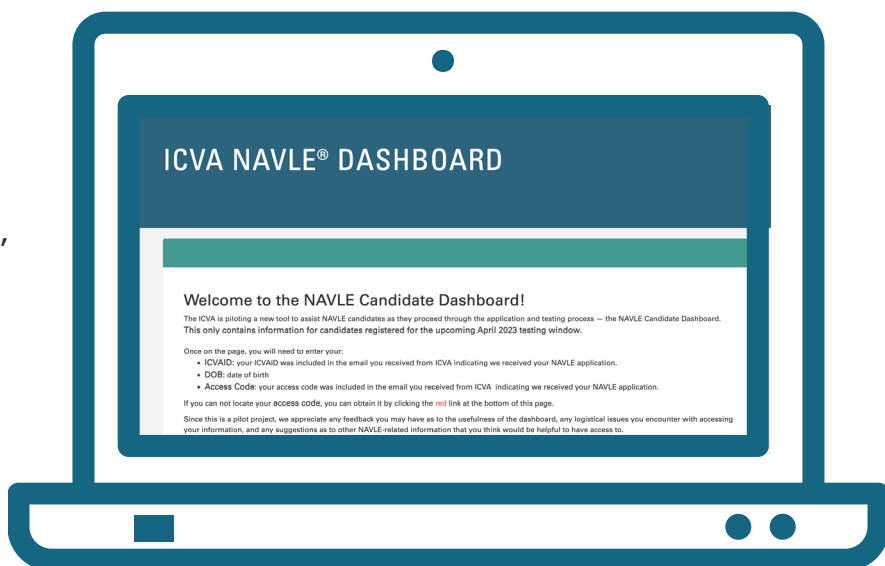 ICVA NAVLE® DASHBOARD
,
Welcome to the NAVLE Candidate Dashboard!
The ICVA is piloting a new tool to assist NAVLE candidates as they proceed through the application and testing process — the NAVLE Candidate Dashboard.
This only contains information for candidates registered for the upcoming April 2023 testing window.
Once on the page, you will need to enter your:
• ICVAID: your ICVAID was included in the email you received from ICVA indicating we received your NAVLE application.
• DOB: date of birth
• Access Code: your access code was included in the email you received from ICVA indicating we received your NAVLE application.
If you can not locate your access code, you can obtain it by clicking the red link at the bottom of this page.
Since this is a pilot project, we appreciate any feedback you may have as to the usefulness of the dashboard, any logistical issues you encounter with accessing
your information, and any suggestions as to other NAVLE-related information that you think would be helpful to have access to.